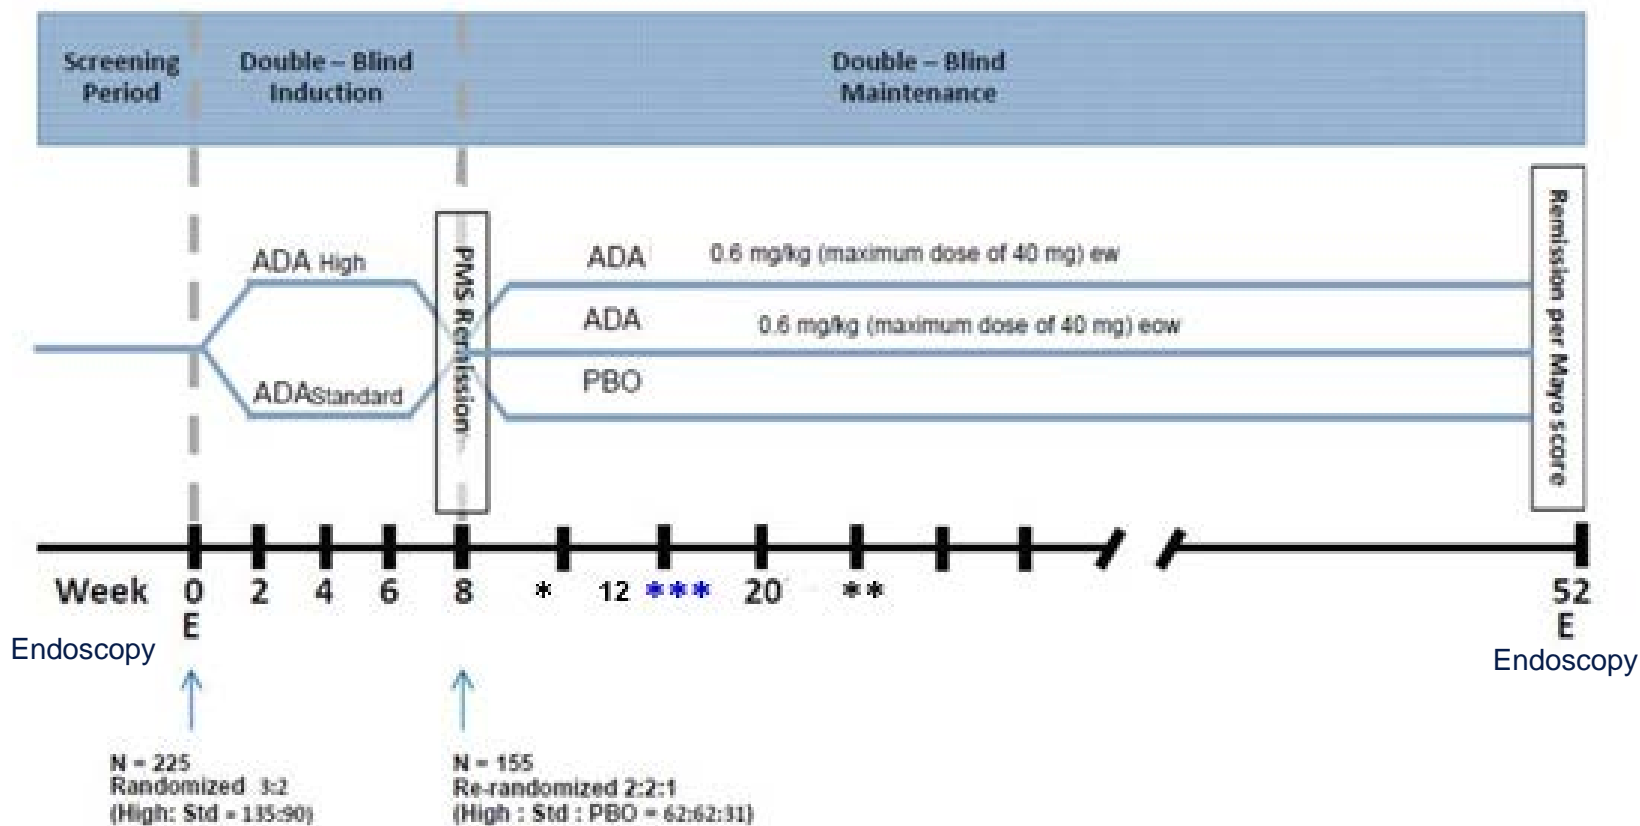 Screening
Period
Double – Blind
Induction
Double – Blind
Maintenance
ADA High
ADA Standard
PMS Remission
ADA 0.6 mg/kg (maximum dose of 40 mg) ew
ADA 0.6 mg/kg (maximum dose of 40 mg) eow
PBO
Remission per Mayo score
Week 0 2 4 6 8 * 12 *** 20 ** 52
E E
Endoscopy Endoscopy
N = 225
Randomized 3:2
(High: Std = 135:90)
N = 155
Re-randomized 2:2:1
(High : Std : PBO = 62:62:31)